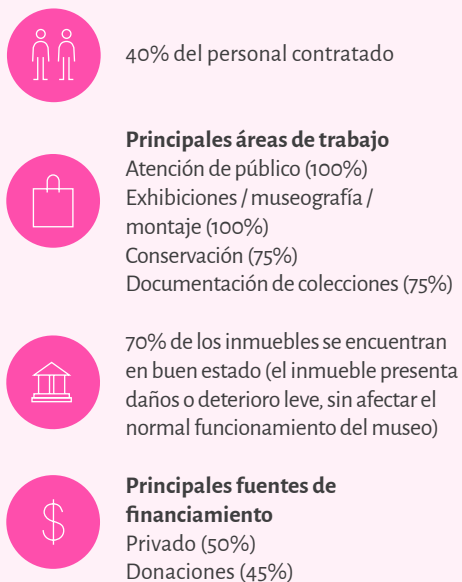 40% del personal contratado
Principales áreas de trabajo
Atención de público (100%)
Exhibiciones / museografía /
montaje (100%)
Conservación (75%)
Documentación de colecciones (75%)
70% de los inmuebles se encuentran
en buen estado (el inmueble presenta
daños o deterioro leve, sin afectar el
normal funcionamiento del museo)
$
Principales fuentes de
financiamiento
Privado (50%)
Donaciones (45%)